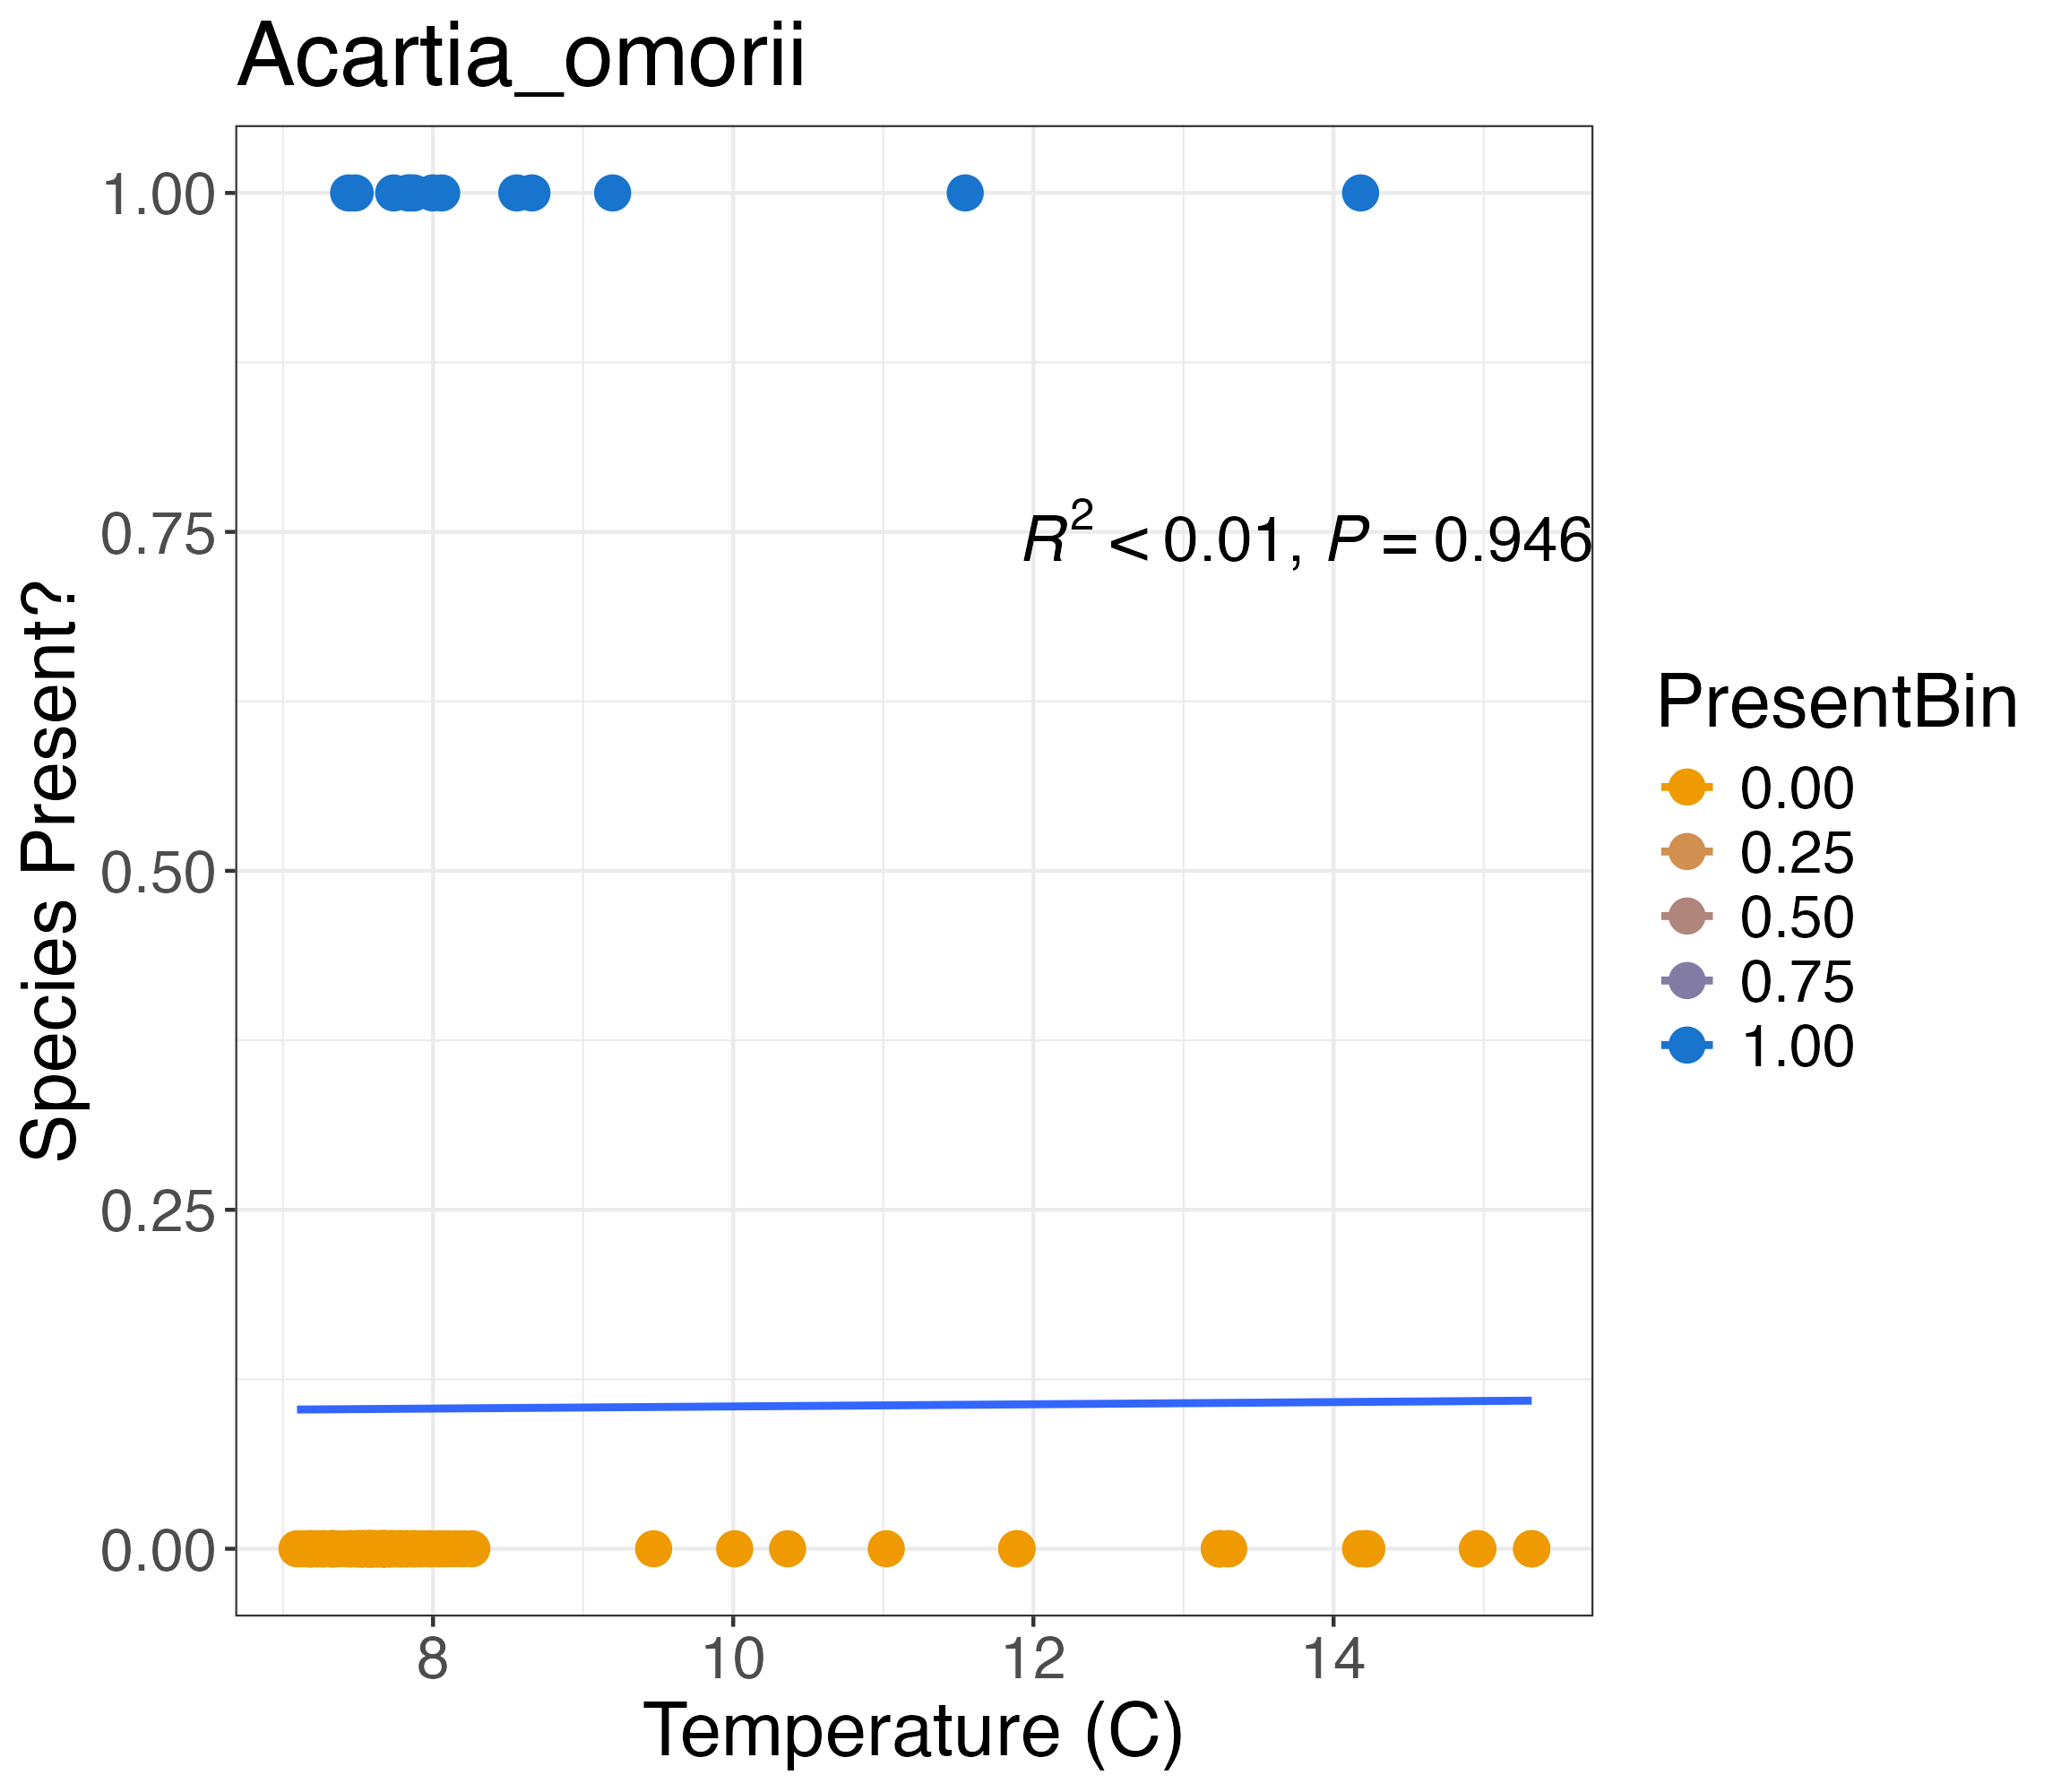 Acartia_omorii
1.00
0.75
0.50
0.25
0.00
Species Present?
R² < 0.01, P = 0.946
8 10 12 14
Temperature (C)
PresentBin
0.00
0.25
0.50
0.75
1.00